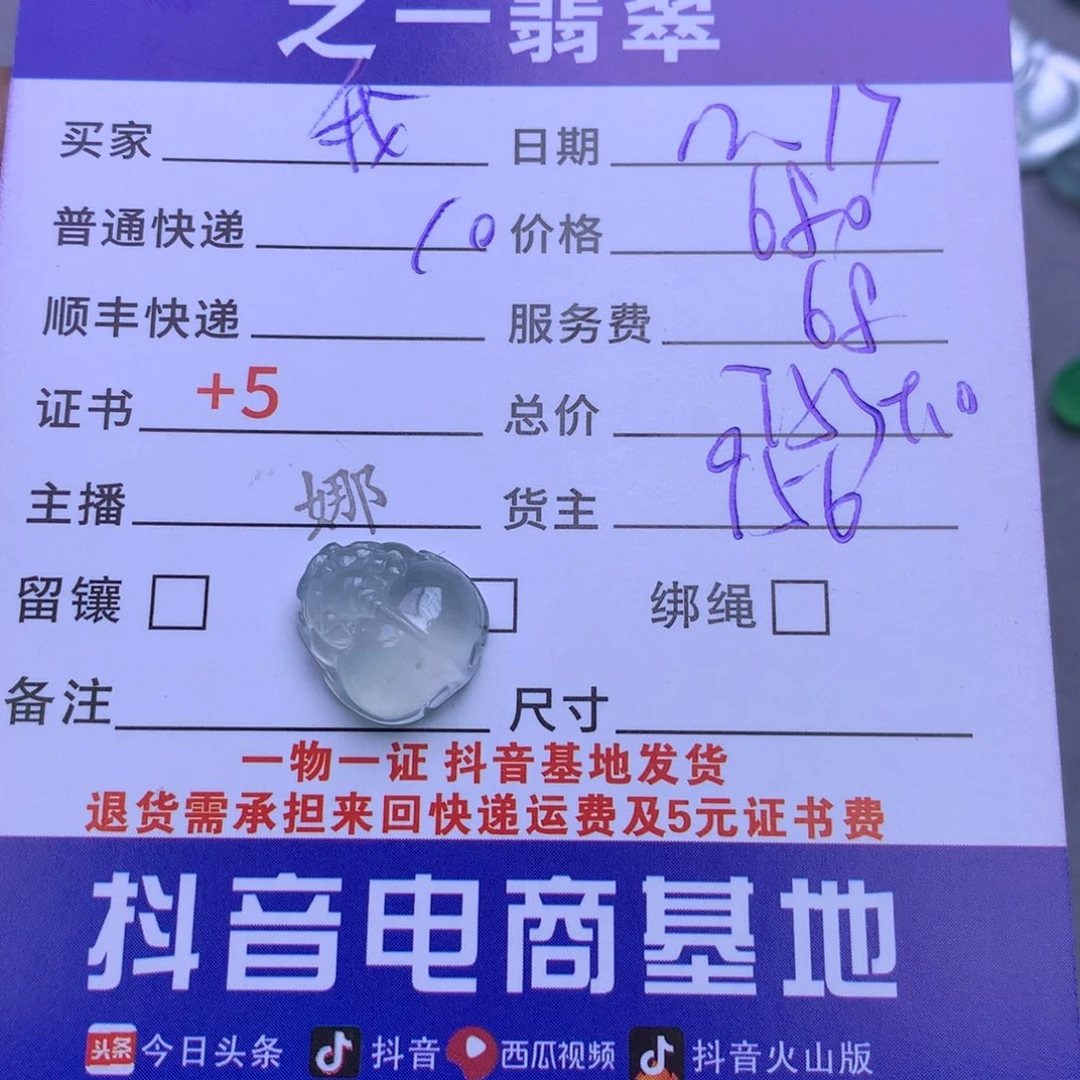 之一翡翠
买家 我 日期 2-17
普通快递 10 价格 680
顺丰快递 服务费 68
证书 +5 总价 753+10
主播 娜 货主 956
留镶 绑绳
备注 尺寸
一物一证 抖音基地发货
退货需承担来回快递运费及5元证书费
抖音电商基地
头条 今日头条 抖音 西瓜视频 抖音火山版